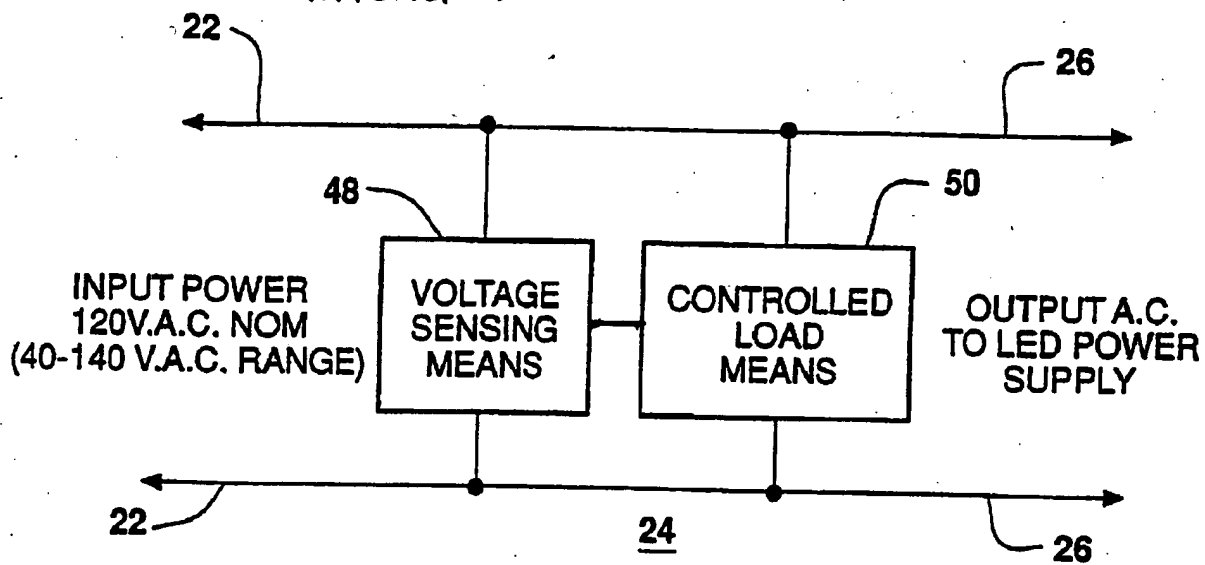 22
26
48
50
INPUT POWER
120V.A.C. NOM
(40-140 V.A.C. RANGE)
VOLTAGE
SENSING
MEANS
CONTROLLED
LOAD
MEANS
OUTPUT A.C.
TO LED POWER
SUPPLY
22
24
26